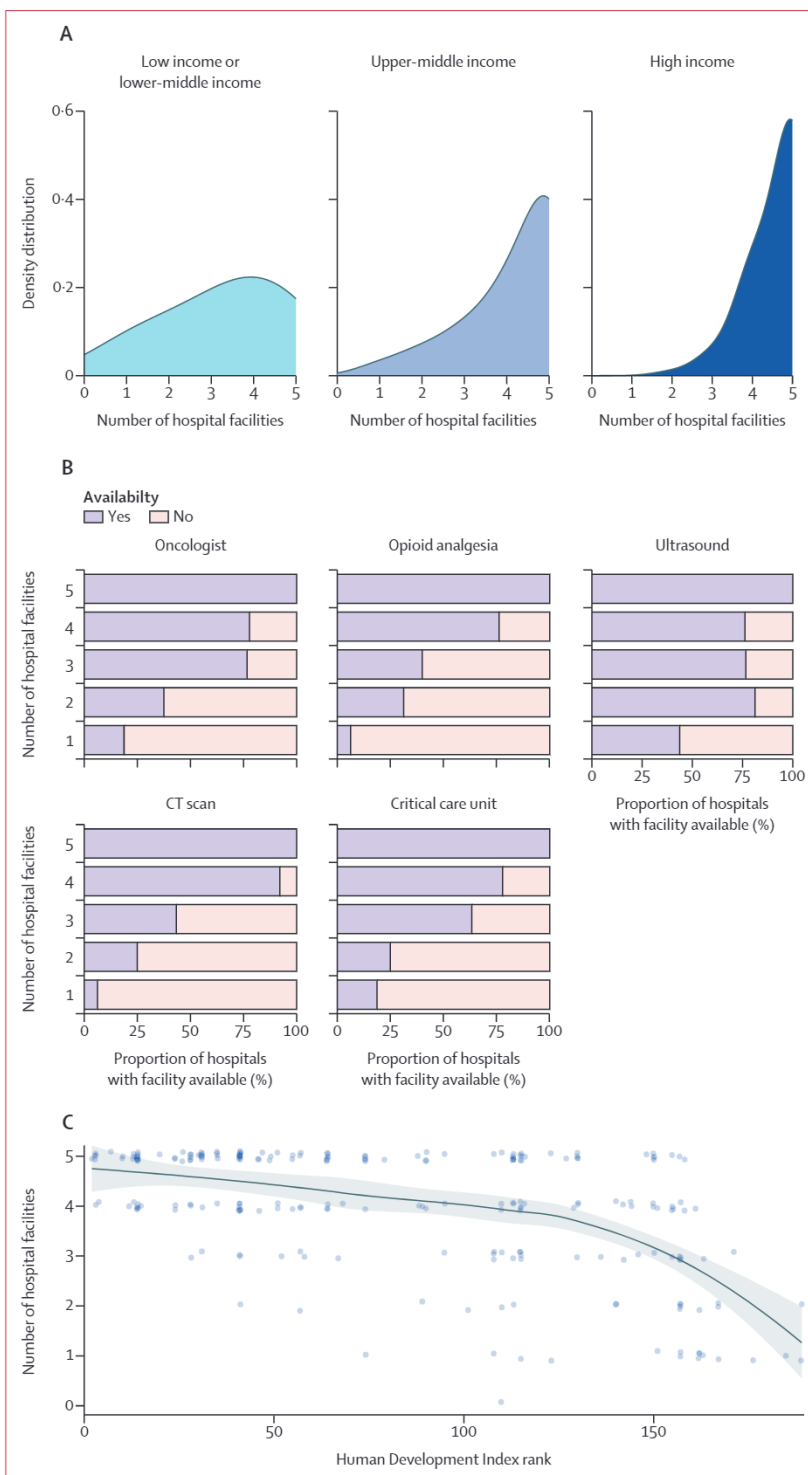 A
Low income or
lower-middle income
Upper-middle income
High income
0·6
0·4
0·2
0
Density distribution
0 1 2 3 4 5
0 1 2 3 4 5
0 1 2 3 4 5
Number of hospital facilities
Number of hospital facilities
Number of hospital facilities
B
Availabilty
Yes No
Oncologist
Opioid analgesia
Ultrasound
Number of hospital facilities
5
4
3
2
1
0 25 50 75 100
Proportion of hospitals
with facility available (%)
CT scan
Critical care unit
Number of hospital facilities
5
4
3
2
1
0 25 50 75 100
0 25 50 75 100
Proportion of hospitals
with facility available (%)
Proportion of hospitals
with facility available (%)
C
Number of hospital facilities
5
4
3
2
1
0
0 50 100 150
Human Development Index rank